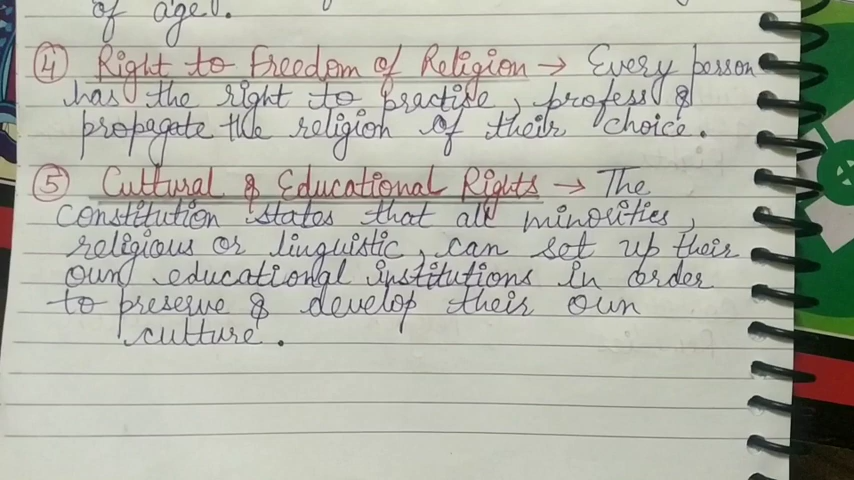 of age.
④ Right to Freedom of Religion → Every person
has the right to practise, profess &
propagate the religion of their choice.
⑤ Cultural & Educational Rights → The
Constitution states that all minorities,
religious or linguistic, can set up their
own educational institutions in order
to preserve & develop their own
culture.